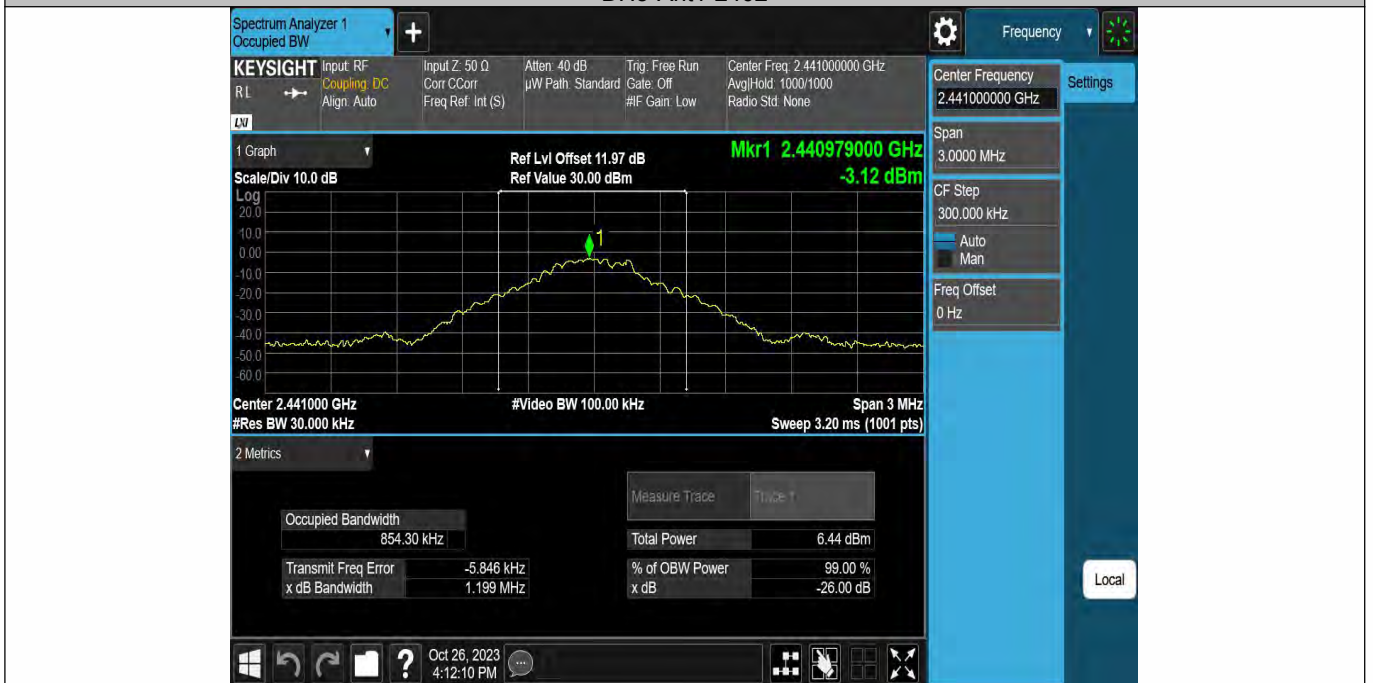 Spectrum Analyzer 1
Occupied BW
Frequency
KEYSIGHT
R L
LXI
Input: RF
Coupling: DC
Align: Auto
Input Z: 50 Ω
Corr CCorr
Freq Ref: Int (S)
Atten: 40 dB
µW Path: Standard
Trig: Free Run
Gate: Off
#IF Gain: Low
Center Freq: 2.441000000 GHz
Avg|Hold: 1000/1000
Radio Std: None
Center Frequency
2.441000000 GHz
Settings
Span
3.0000 MHz
CF Step
300.000 kHz
Auto
Man
Freq Offset
0 Hz
Local
1 Graph
Scale/Div 10.0 dB
Ref Lvl Offset 11.97 dB
Ref Value 30.00 dBm
Mkr1 2.440979000 GHz
-3.12 dBm
Log
20.0
10.0
0.00
-10.0
-20.0
-30.0
-40.0
-50.0
-60.0
1
Center 2.441000 GHz
#Video BW 100.00 kHz
Span 3 MHz
#Res BW 30.000 kHz
Sweep 3.20 ms (1001 pts)
2 Metrics
Measure Trace
Trace 1
Occupied Bandwidth
854.30 kHz
Total Power
6.44 dBm
Transmit Freq Error
-5.846 kHz
% of OBW Power
99.00 %
x dB Bandwidth
1.199 MHz
x dB
-26.00 dB
?
Oct 26, 2023
4:12:10 PM